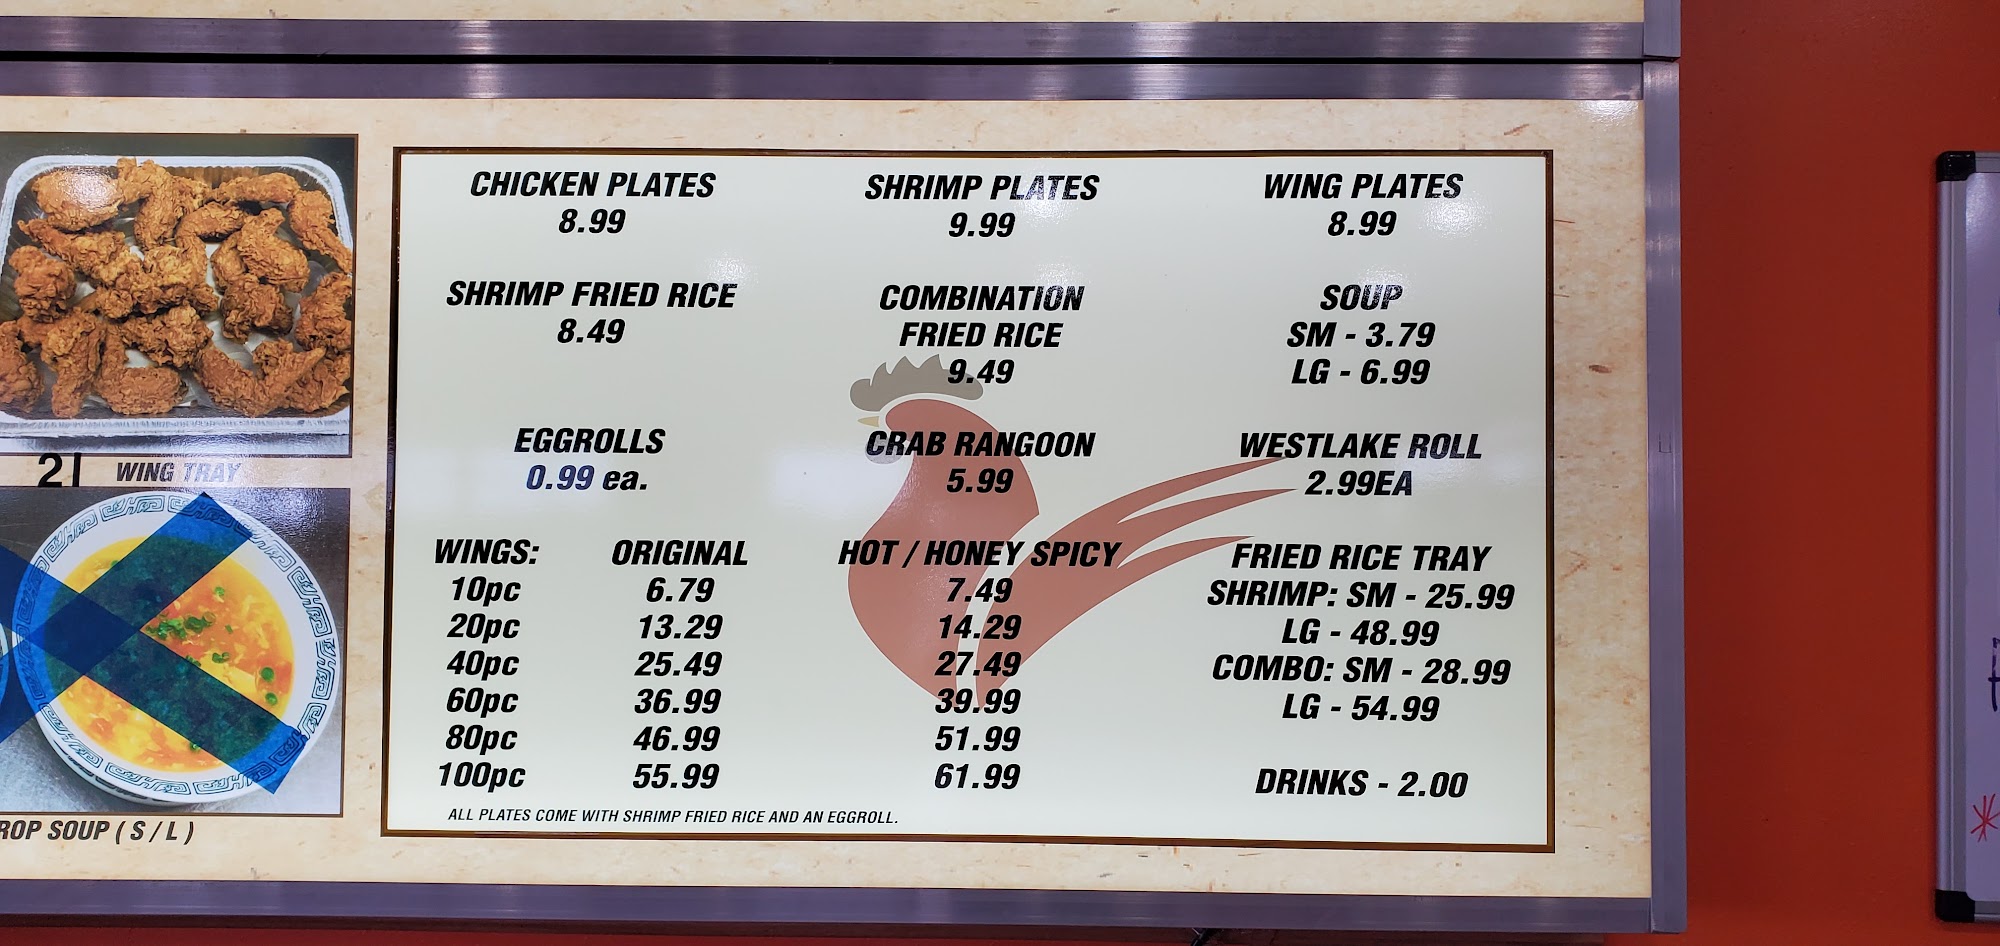 CHICKEN PLATES
8.99
SHRIMP PLATES
9.99
WING PLATES
8.99
SHRIMP FRIED RICE
8.49
COMBINATION
FRIED RICE
9.49
SOUP
SM - 3.79
LG - 6.99
EGGROLLS
0.99 ea.
CRAB RANGOON
5.99
WESTLAKE ROLL
2.99EA
WINGS: ORIGINAL HOT / HONEY SPICY
10pc 6.79 7.49
20pc 13.29 14.29
40pc 25.49 27.49
60pc 36.99 39.99
80pc 46.99 51.99
100pc 55.99 61.99
FRIED RICE TRAY
SHRIMP: SM - 25.99
LG - 48.99
COMBO: SM - 28.99
LG - 54.99
DRINKS - 2.00
ALL PLATES COME WITH SHRIMP FRIED RICE AND AN EGGROLL.
21 WING TRAY
ROP SOUP ( S / L )